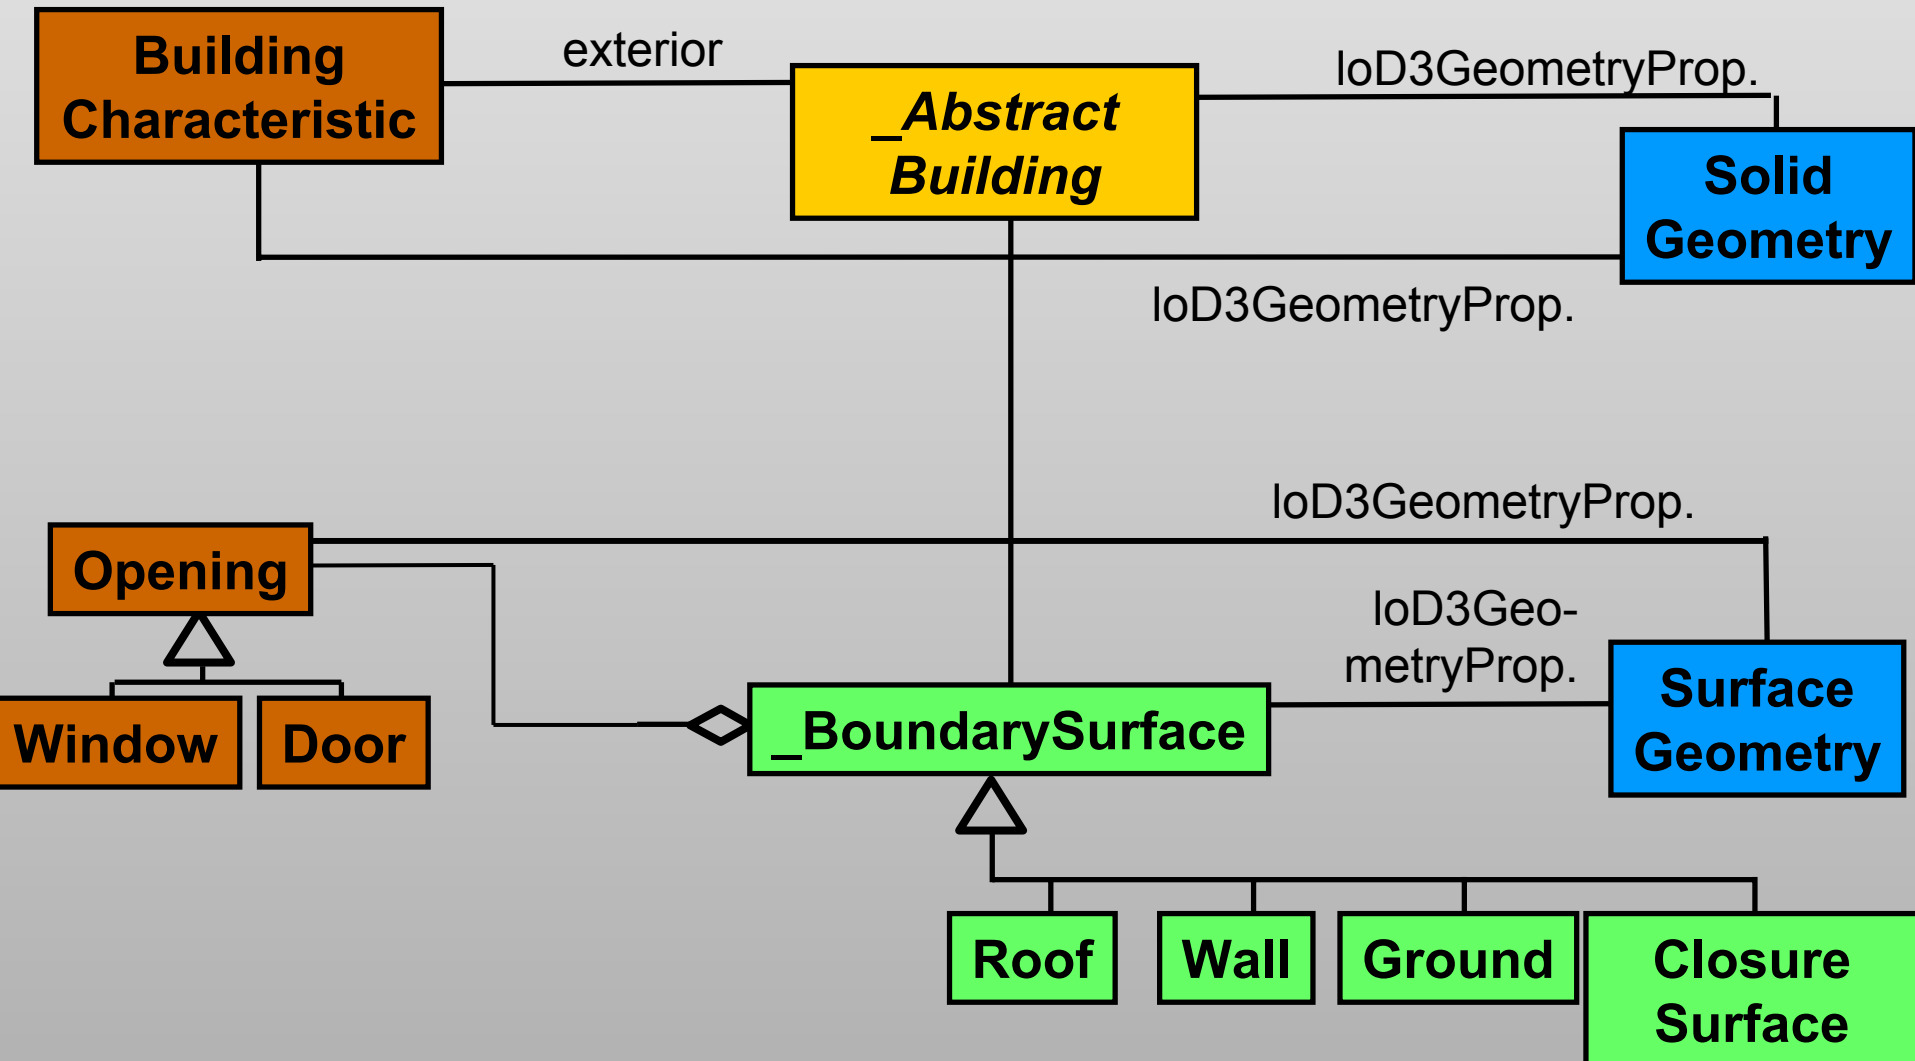 Building
Characteristic
exterior
_Abstract
Building
loD3GeometryProp.
Solid
Geometry
loD3GeometryProp.
loD3GeometryProp.
Opening
loD3Geo-
metryProp.
Window
Door
_BoundarySurface
Surface
Geometry
Roof
Wall
Ground
Closure
Surface